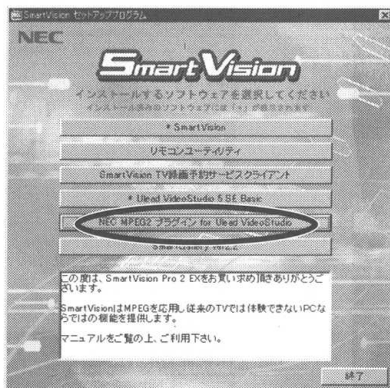 SmartVision セットアッププログラム
NEC
SmartVision
インストールするソフトウェアを選択してください
インストール済みのソフトウェアには「*」が表示されます
* SmartVision
リモコンユーティリティ
SmartVision TV録画予約サービスクライアント
* Ulead VideoStudio 5 SE Basic
NEC MPEG2 プラグイン for Ulead VideoStudio
SmartGallery Ver2.2
この度は、SmartVision Pro 2 EXをお買い求め頂きありがとうご
ざいます。
SmartVisionはMPEGを応用し従来のTVでは体験できないPCな
らではの機能を提供します。
マニュアルをご覧の上、ご利用下さい。
終了